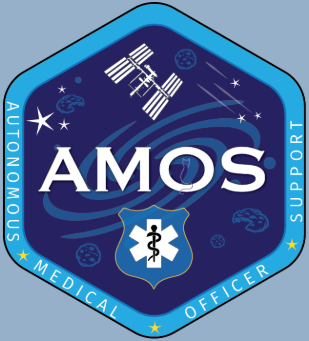 AMOS
AUTONOMOUS
MEDICAL
OFFICER
SUPPORT